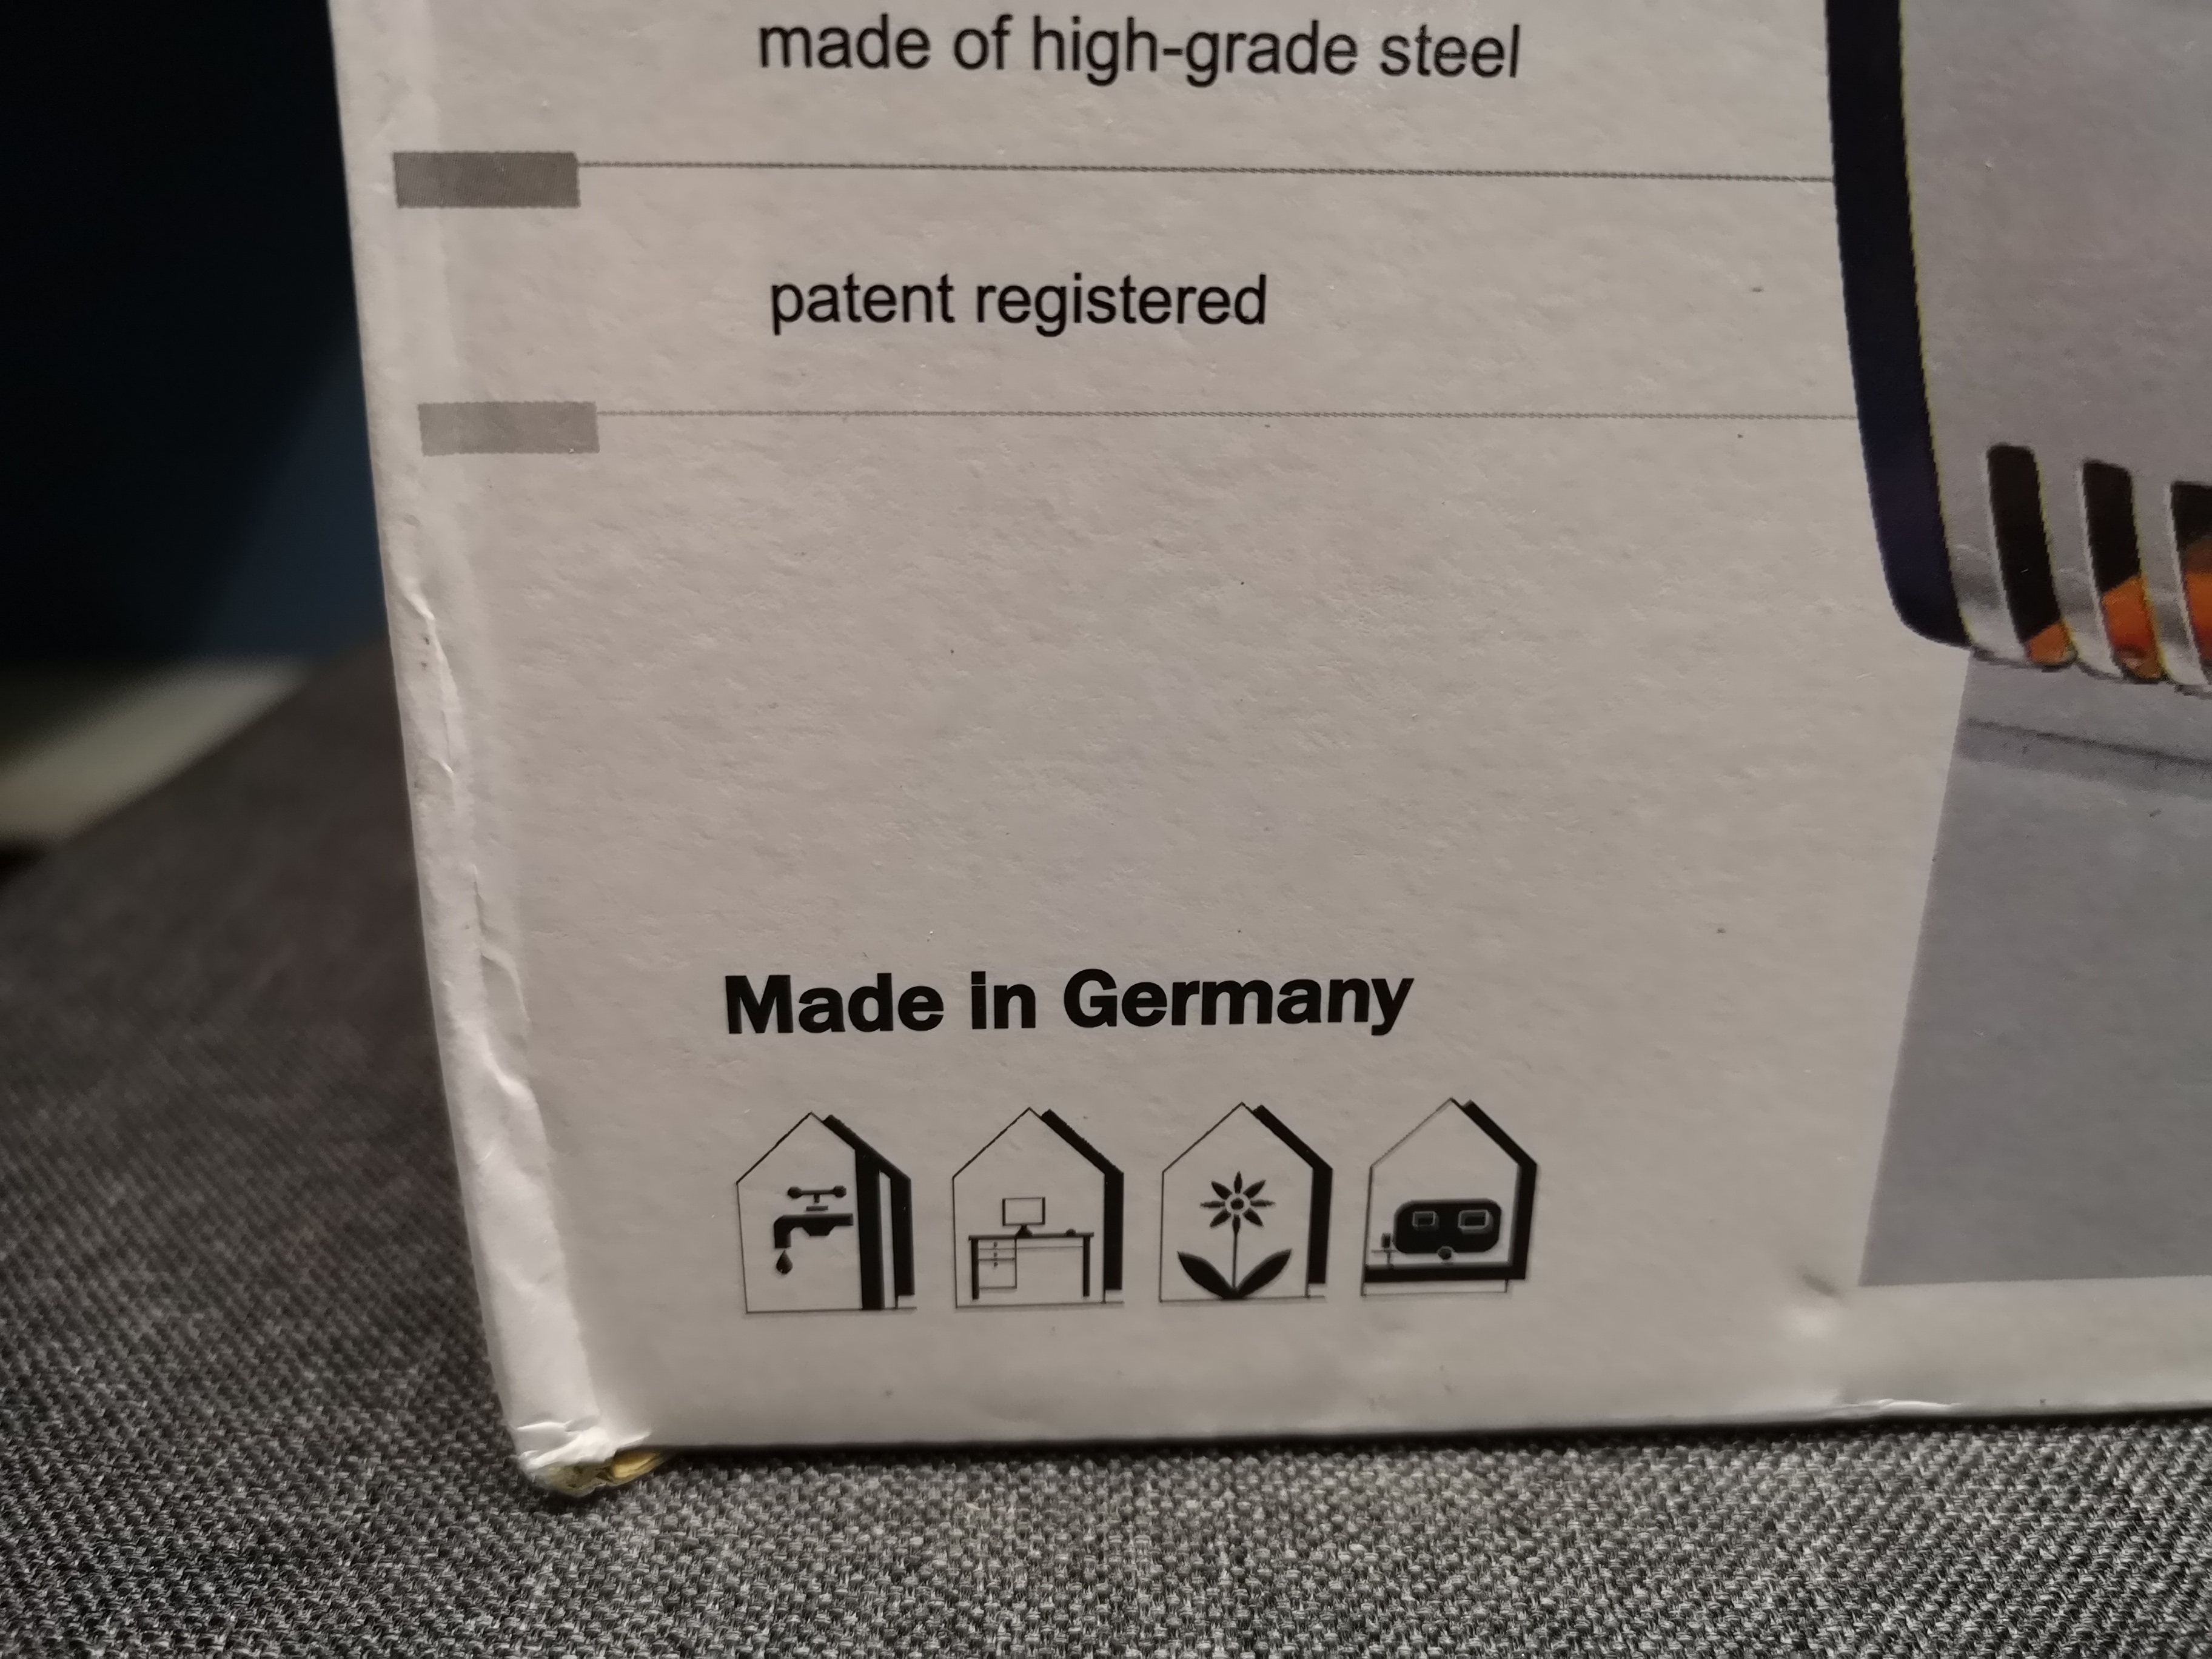 made of high-grade steel
patent registered
Made in Germany